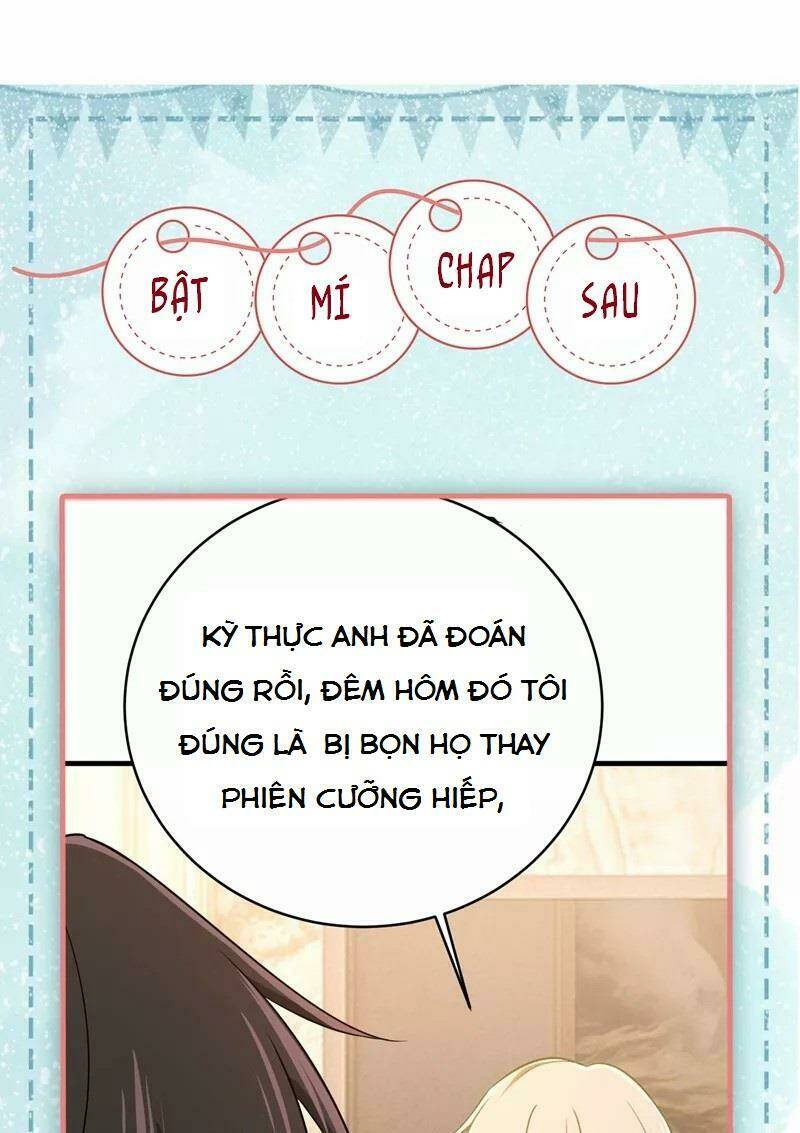 BẬT MÍ CHAP SAU
KỲ THỰC ANH ĐÃ ĐOÁN
ĐÚNG RỒI, ĐÊM HÔM ĐÓ TÔI
ĐÚNG LÀ BỊ BỌN HỌ THAY
PHIÊN CƯỠNG HIẾP,